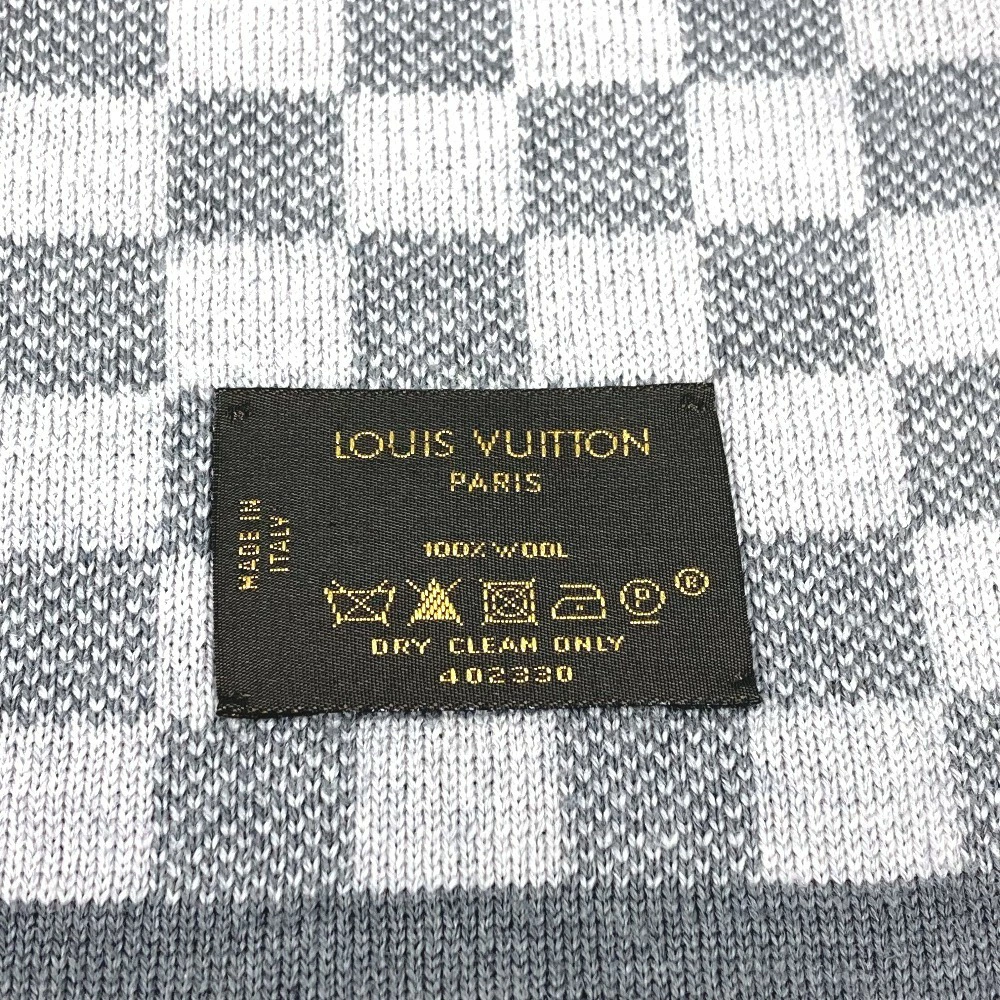 LOUIS VUITTON
PARIS
MADE IN
ITALY
100% WOOL
P ®
DRY CLEAN ONLY
402330